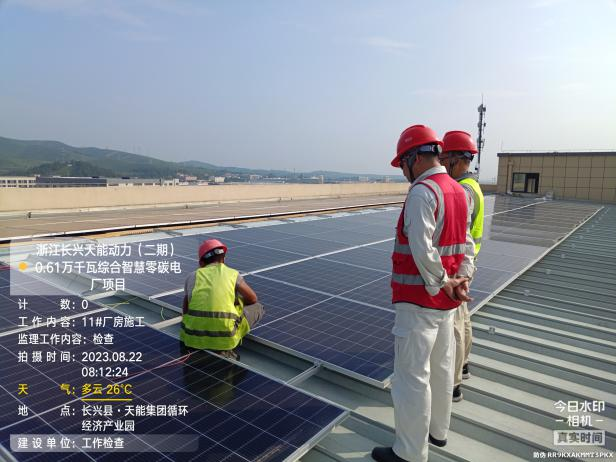 浙江长兴天能动力（二期）
0.61万千瓦综合智慧零碳电
厂项目
计 数：0
工作内容：11#厂房施工
监理工作内容：检查
拍摄时间：2023.08.22
08:12:24
天 气：多云 26℃
地 点：长兴县·天能集团循环
经济产业园
建设单位：工作检查
今日水印
相机
真实时间
防伪 RR9KXAKMMT3PKX